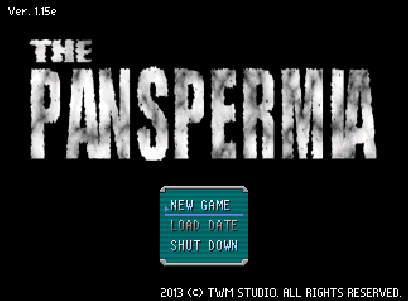 Ver. 1.15e
THE
PANSPERMIA
NEW GAME
LOAD DATE
SHUT DOWN
2013 (C) TWM STUDIO. ALL RIGHTS RESERVED.